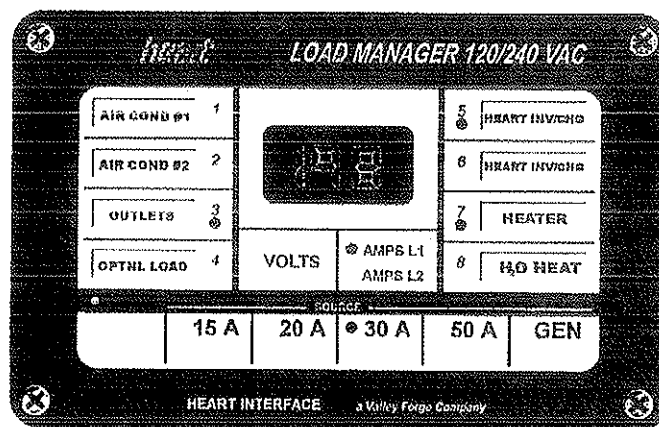 heart LOAD MANAGER 120/240 VAC
AIR COND #1 1
AIR COND #2 2
OUTLETS 3
OPTNL LOAD 4
VOLTS
AMPS L1
AMPS L2
5 HEART INV/CHG
6 HEART INV/CHG
7 HEATER
8 H₂O HEAT
SOURCE
15 A 20 A 30 A 50 A GEN
HEART INTERFACE a Valley Forge Company